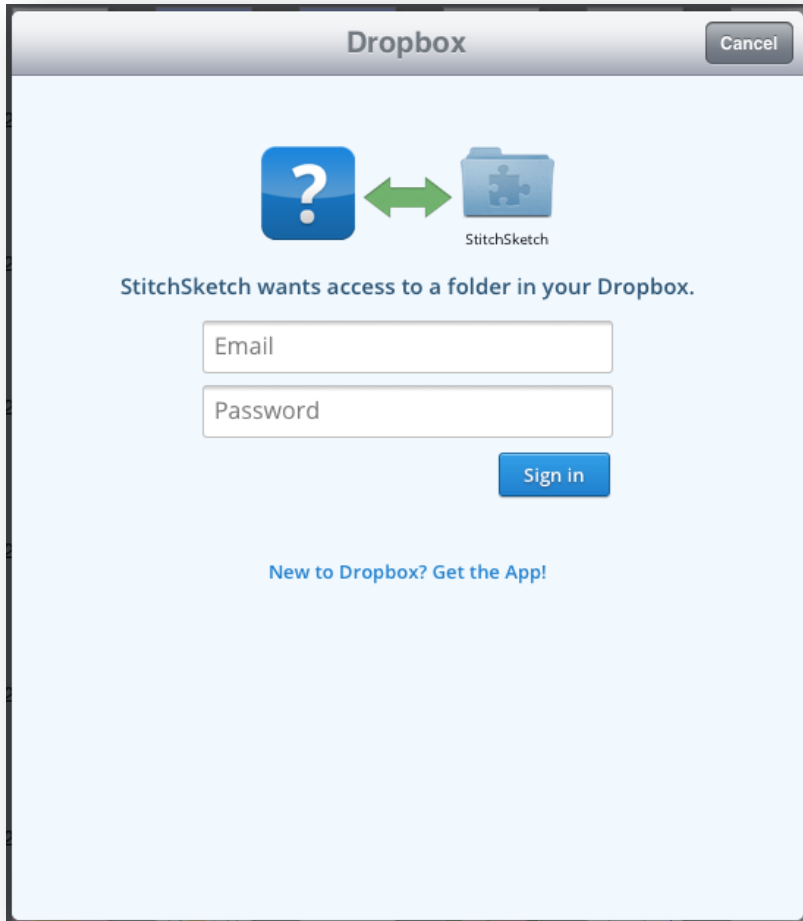 Dropbox
Cancel
?
StitchSketch
StitchSketch wants access to a folder in your Dropbox.
Email
Password
Sign in
New to Dropbox? Get the App!